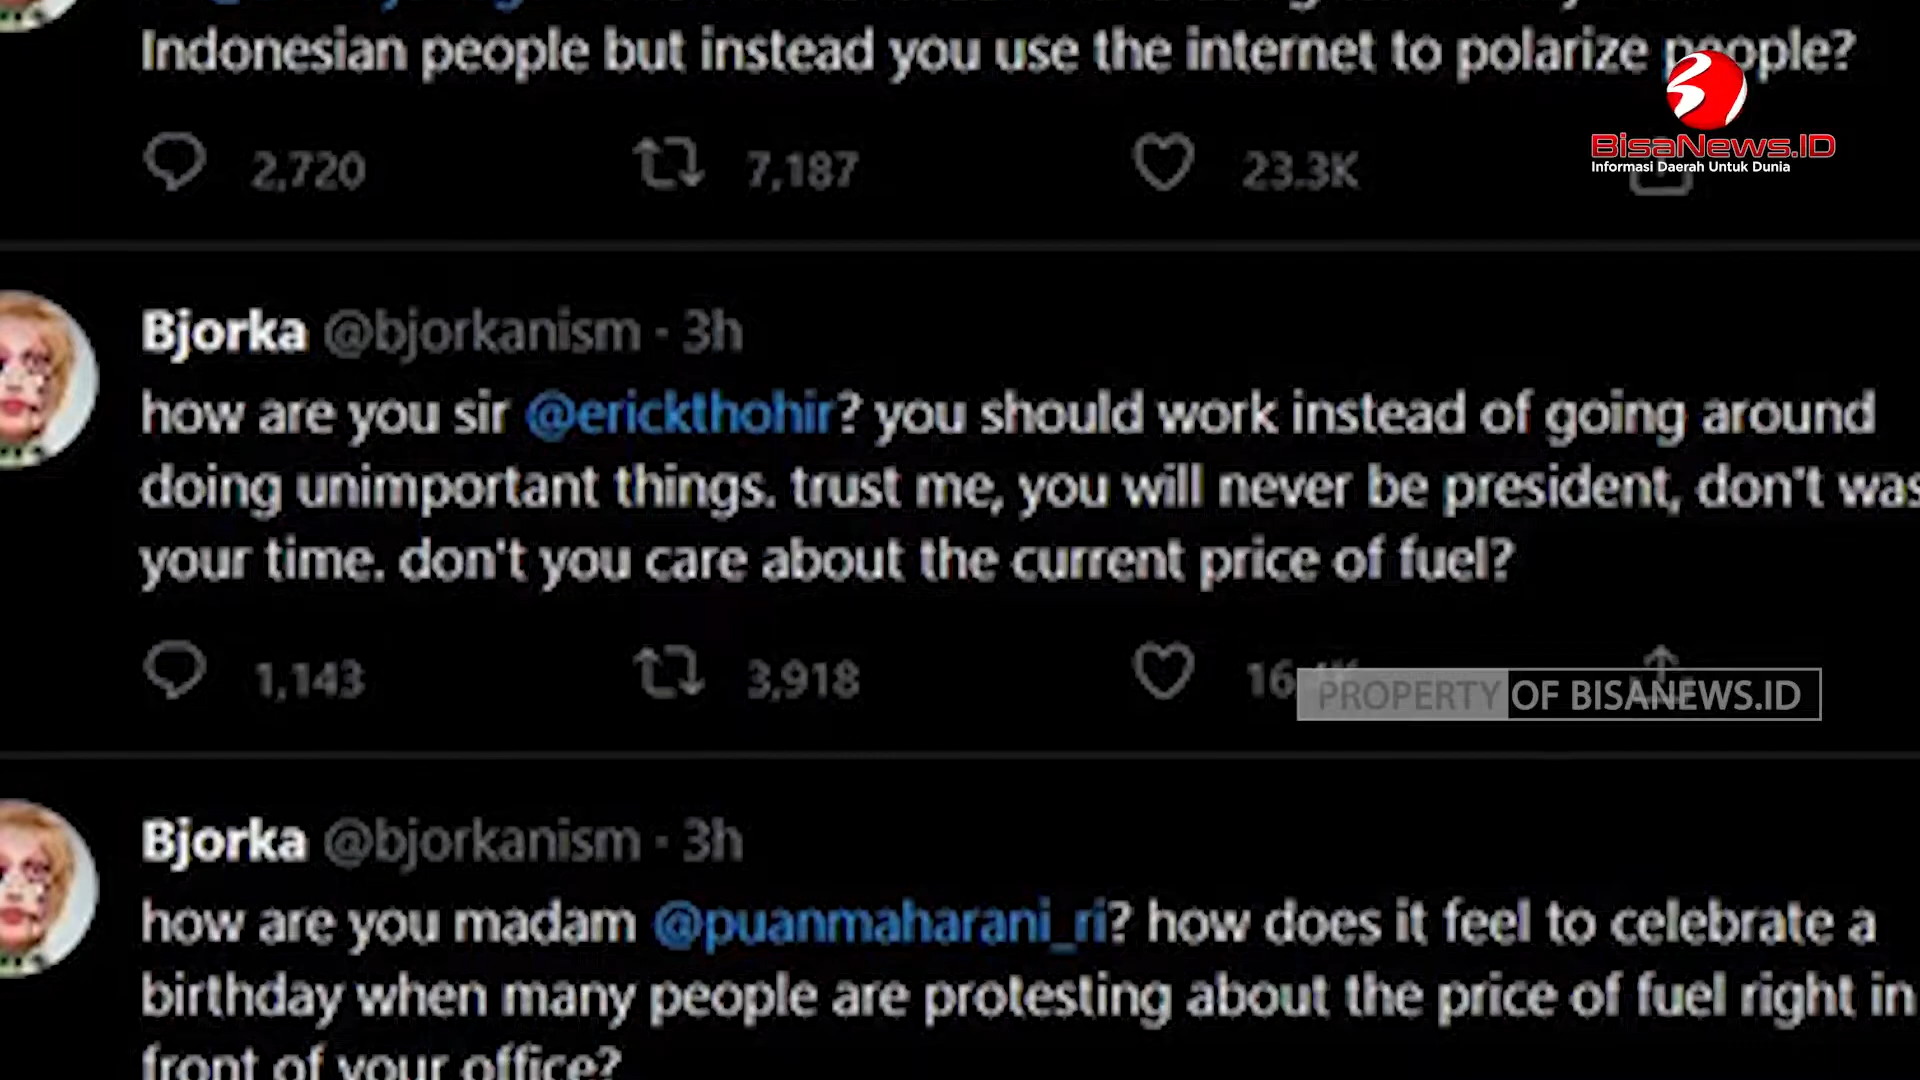 Indonesian people but instead you use the internet to polarize people?
BisaNews.ID
Informasi Daerah Untuk Dunia
2,720 7,187 23.3K
Bjorka @bjorkanism · 3h
how are you sir @erickthohir? you should work instead of going around
doing unimportant things. trust me, you will never be president, don't was
your time. don't you care about the current price of fuel?
1,143 3,918
PROPERTY OF BISANEWS.ID
Bjorka @bjorkanism · 3h
how are you madam @puanmaharani_ri? how does it feel to celebrate a
birthday when many people are protesting about the price of fuel right in
front of your office?